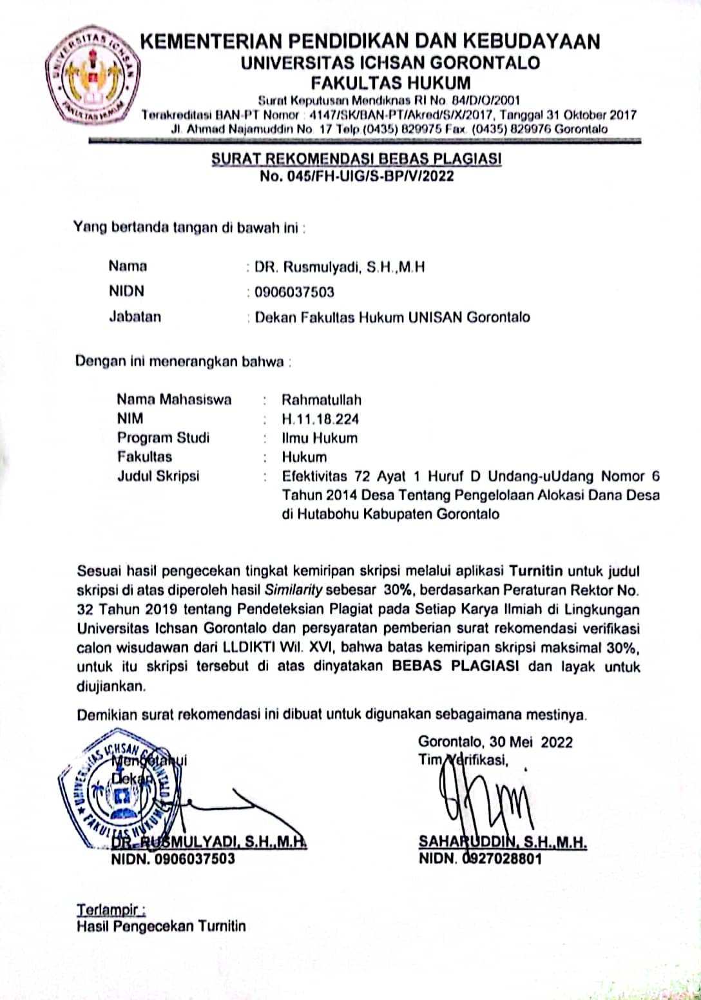 KEMENTERIAN PENDIDIKAN DAN KEBUDAYAAN
UNIVERSITAS ICHSAN GORONTALO
FAKULTAS HUKUM
Surat Keputusan Mendiknas RI No. 84/D/O/2001
Terakreditasi BAN-PT Nomor : 4147/SK/BAN-PT/Akred/S/X/2017, Tanggal 31 Oktober 2017
Jl. Ahmad Najamuddin No. 17 Telp.(0435) 829975 Fax. (0435) 829976 Gorontalo
UNIVERSITAS ICHSAN
FAKULTAS HUKUM
SURAT REKOMENDASI BEBAS PLAGIASI
No. 045/FH-UIG/S-BP/V/2022
Yang bertanda tangan di bawah ini :
Nama : DR. Rusmulyadi, S.H.,M.H
NIDN : 0906037503
Jabatan : Dekan Fakultas Hukum UNISAN Gorontalo
Dengan ini menerangkan bahwa :
Nama Mahasiswa : Rahmatullah
NIM : H.11.18.224
Program Studi : Ilmu Hukum
Fakultas : Hukum
Judul Skripsi : Efektivitas 72 Ayat 1 Huruf D Undang-uUdang Nomor 6
Tahun 2014 Desa Tentang Pengelolaan Alokasi Dana Desa
di Hutabohu Kabupaten Gorontalo
Sesuai hasil pengecekan tingkat kemiripan skripsi melalui aplikasi Turnitin untuk judul
skripsi di atas diperoleh hasil Similarity sebesar 30%, berdasarkan Peraturan Rektor No.
32 Tahun 2019 tentang Pendeteksian Plagiat pada Setiap Karya Ilmiah di Lingkungan
Universitas Ichsan Gorontalo dan persyaratan pemberian surat rekomendasi verifikasi
calon wisudawan dari LLDIKTI Wil. XVI, bahwa batas kemiripan skripsi maksimal 30%,
untuk itu skripsi tersebut di atas dinyatakan BEBAS PLAGIASI dan layak untuk
diujiankan.
Demikian surat rekomendasi ini dibuat untuk digunakan sebagaimana mestinya.
Gorontalo, 30 Mei 2022
Mengetahui Tim Verifikasi,
Dekan
UNIVERSITAS ICHSAN GORONTALO
FAKULTAS HUKUM
DR. RUSMULYADI, S.H.,M.H. SAHARUDDIN, S.H.,M.H.
NIDN. 0906037503 NIDN. 0927028801
Terlampir :
Hasil Pengecekan Turnitin